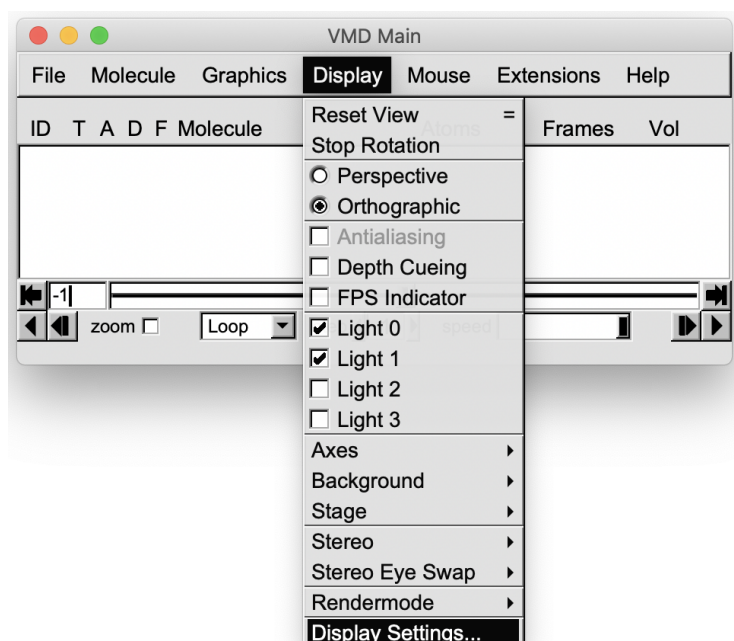 VMD Main
File Molecule Graphics Display Mouse Extensions Help
ID T A D F Molecule Atoms Frames Vol
Reset View =
Stop Rotation
Perspective
Orthographic
Antialiasing
Depth Cueing
FPS Indicator
-1
zoom Loop speed
Light 0
Light 1
Light 2
Light 3
Axes
Background
Stage
Stereo
Stereo Eye Swap
Rendermode
Display Settings...